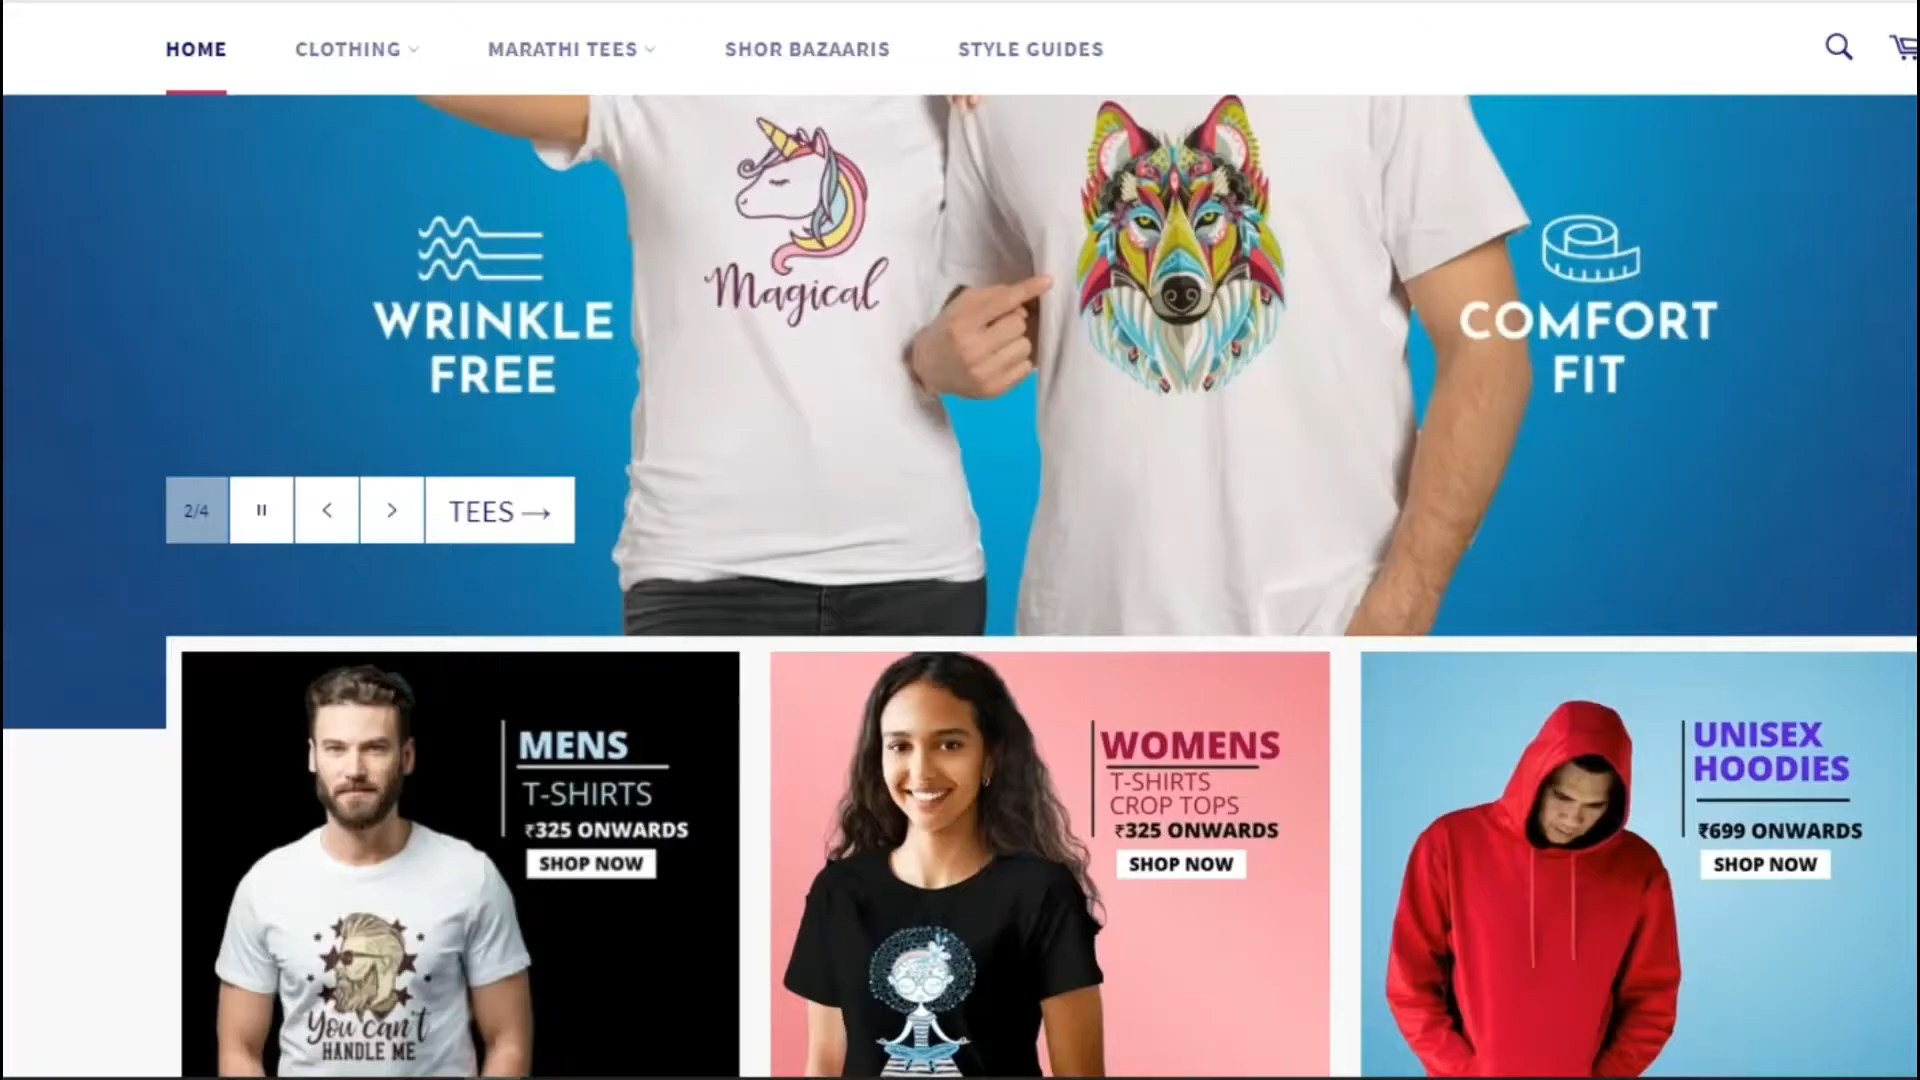 HOME CLOTHING MARATHI TEES SHOR BAZAARIS STYLE GUIDES
WRINKLE
FREE
Magical
COMFORT
FIT
2/4
TEES →
MENS
T-SHIRTS
₹325 ONWARDS
SHOP NOW
You can't
HANDLE ME
WOMENS
T-SHIRTS
CROP TOPS
₹325 ONWARDS
SHOP NOW
UNISEX
HOODIES
₹699 ONWARDS
SHOP NOW